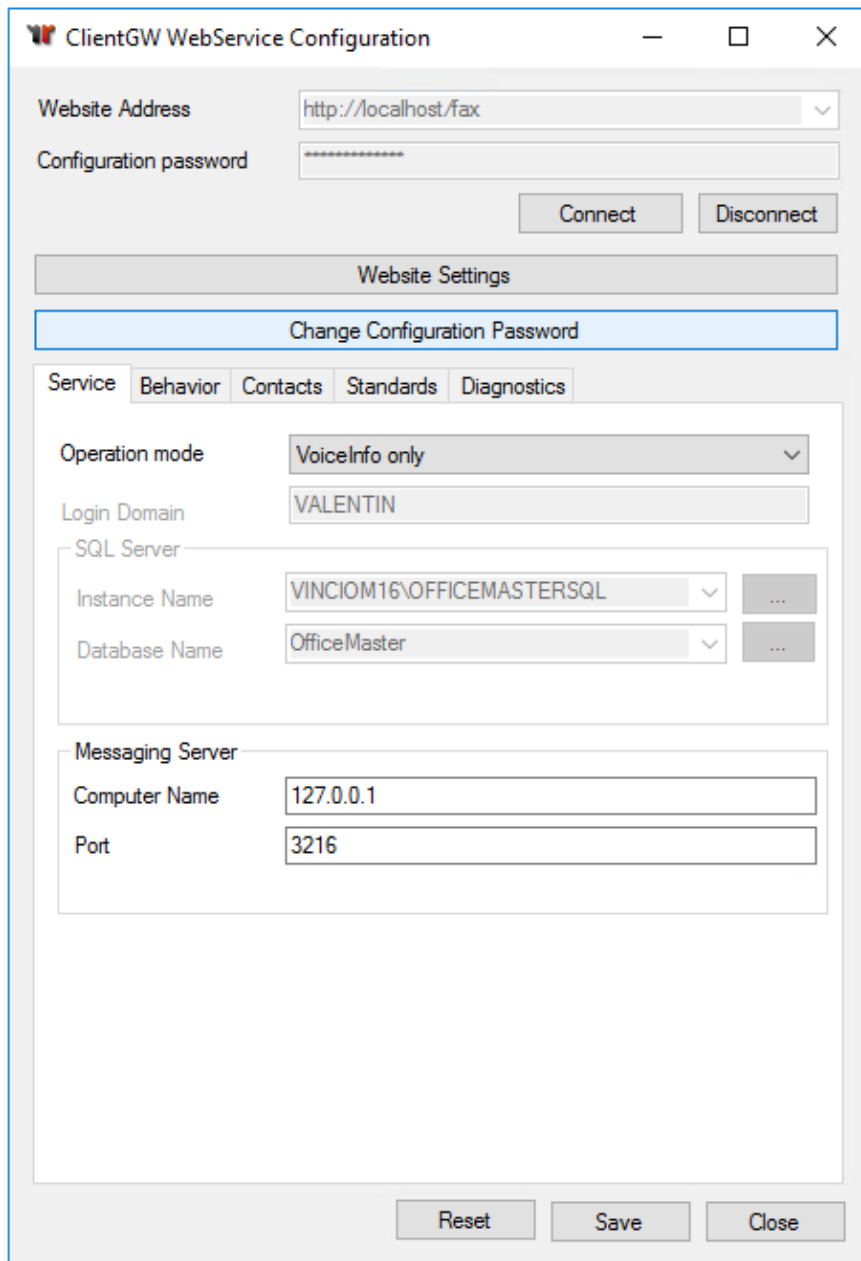 ClientGW WebService Configuration
Website Address http://localhost/fax
Configuration password *************
Connect Disconnect
Website Settings
Change Configuration Password
Service Behavior Contacts Standards Diagnostics
Operation mode VoiceInfo only
Login Domain VALENTIN
SQL Server
Instance Name VINCIOM16\OFFICEMASTERSQL ...
Database Name OfficeMaster ...
Messaging Server
Computer Name 127.0.0.1
Port 3216
Reset Save Close